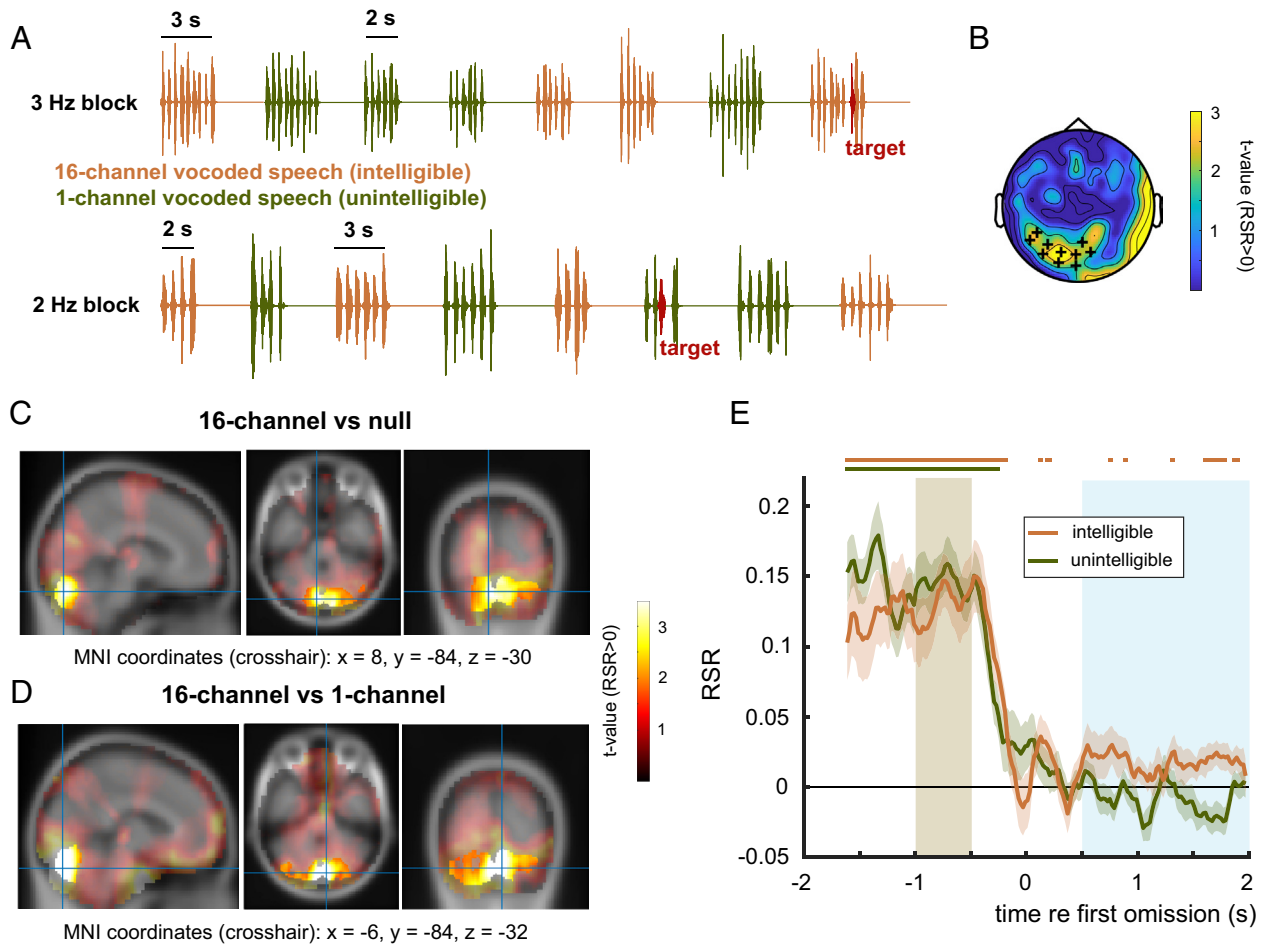 A
3 s
2 s
3 Hz block
target
16-channel vocoded speech (intelligible)
1-channel vocoded speech (unintelligible)
2 s
3 s
2 Hz block
target
B
3
2
1
t-value (RSR>0)
C
16-channel vs null
MNI coordinates (crosshair): x = 8, y = -84, z = -30
D
16-channel vs 1-channel
MNI coordinates (crosshair): x = -6, y = -84, z = -32
3
2
1
t-value (RSR>0)
E
intelligible
unintelligible
0.2
0.15
0.1
0.05
0
-0.05
RSR
-2
-1
0
1
2
time re first omission (s)